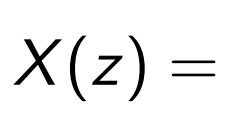 X(z) =